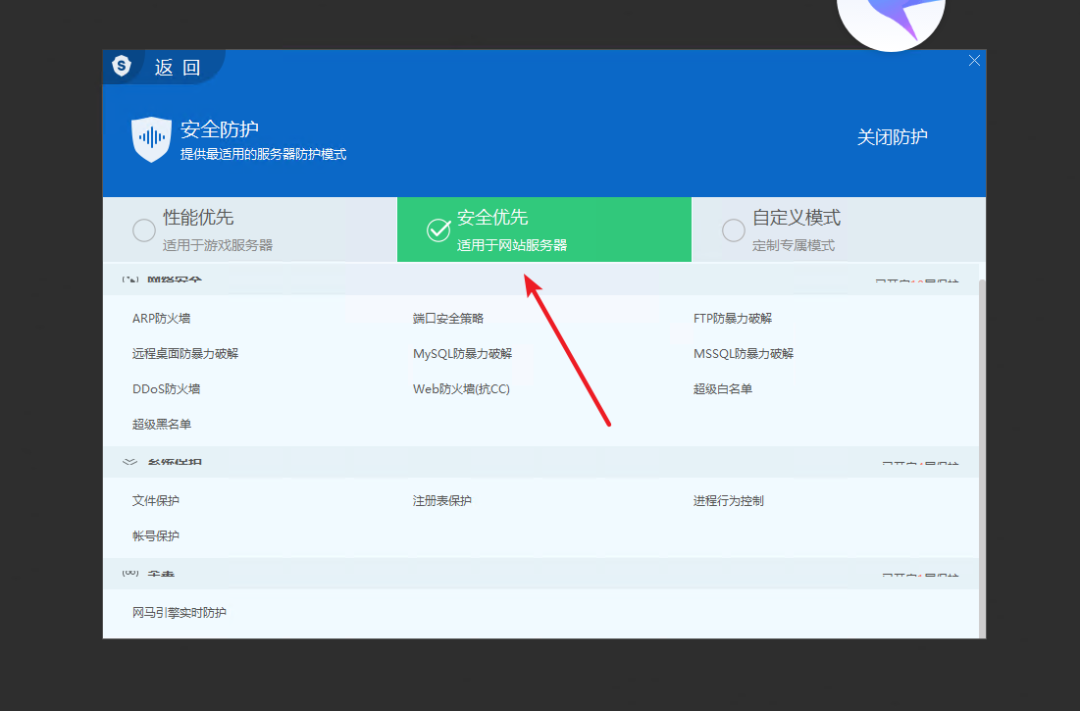 返 回
安全防护
提供最适用的服务器防护模式
关闭防护
性能优先
适用于游戏服务器
安全优先
适用于网站服务器
自定义模式
定制专属模式
网络安全
ARP防火墙
端口安全策略
FTP防暴力破解
远程桌面防暴力破解
MySQL防暴力破解
MSSQL防暴力破解
DDoS防火墙
Web防火墙(抗CC)
超级白名单
超级黑名单
系统保护
文件保护
注册表保护
进程行为控制
帐号保护
网马引擎实时防护